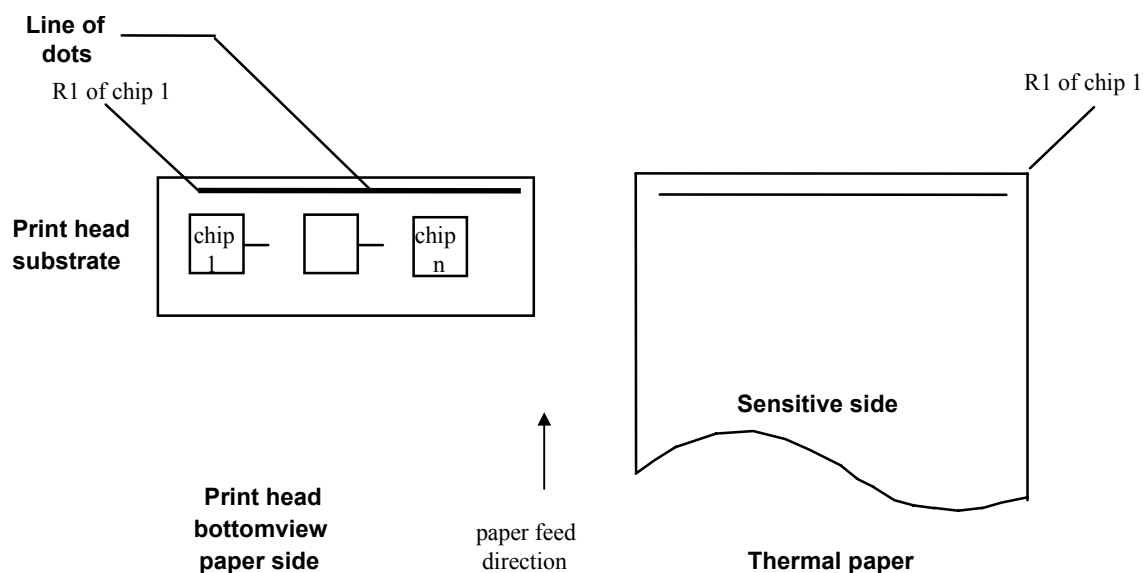 Line of
dots
R1 of chip 1
R1 of chip 1
Print head
substrate
chip
1
chip
n
Sensitive side
Print head
bottomview
paper side
paper feed
direction
Thermal paper